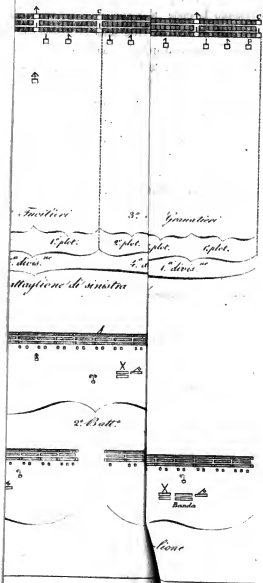 c
Fucilieri 3.º Granatieri
1.º plot. 2.º plot. plot. 1.º plot.
ª divis.ne 4.ª d 1.ª divis.ne
attaglione di sinistra
A
2.º Batt.e
Banda
lione